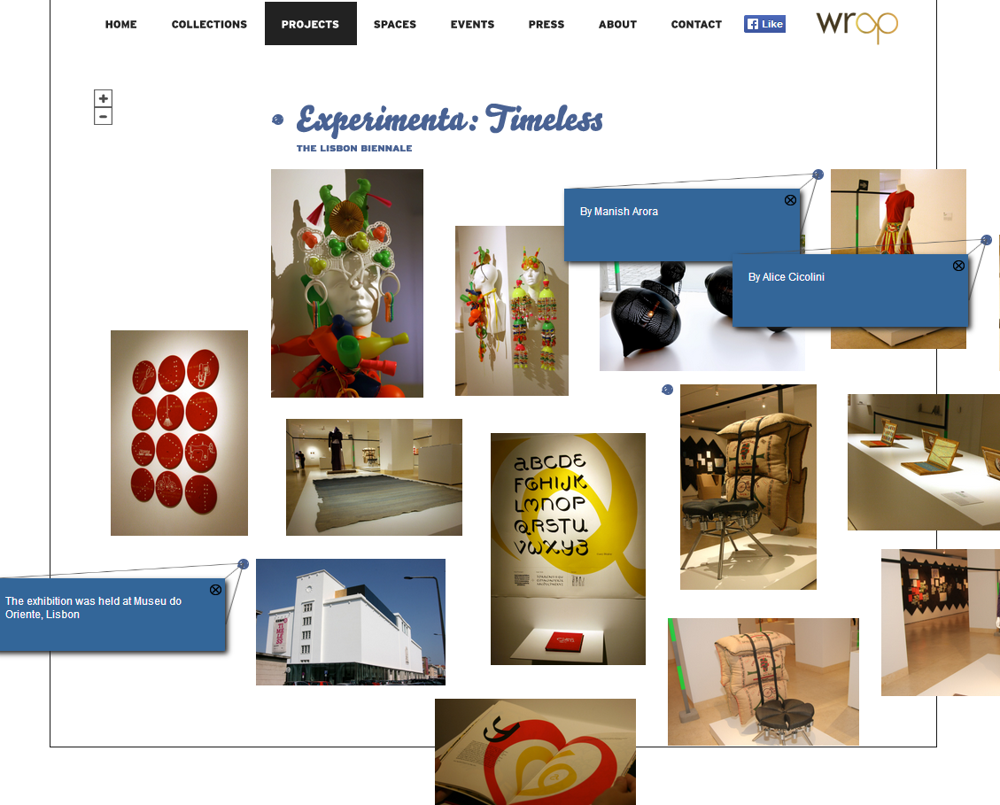 HOME COLLECTIONS PROJECTS SPACES EVENTS PRESS ABOUT CONTACT Like wrap
+
-
Experimenta: Timeless
THE LISBON BIENNALE
By Manish Arora
By Alice Cicolini
ABCDE
FGHIJK
LMNOP
QRSTU
VWXYZ
The exhibition was held at Museu do
Oriente, Lisbon
TIMELESS